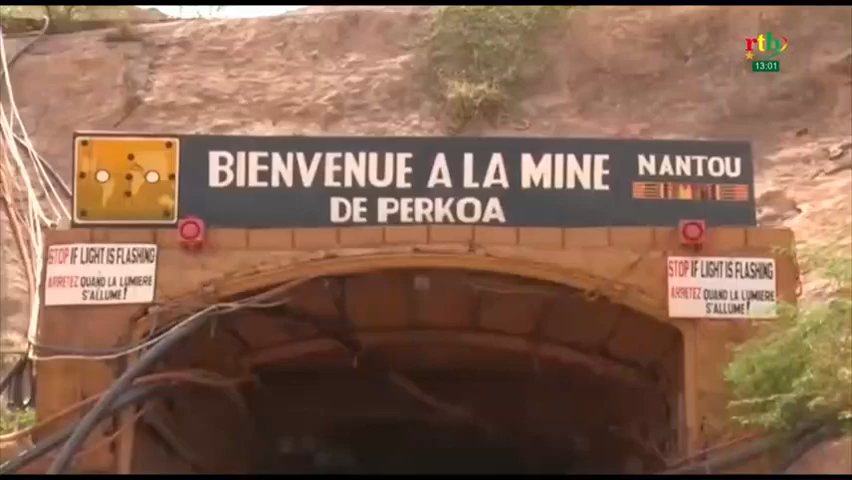 rtb
13:01
BIENVENUE A LA MINE
DE PERKOA
NANTOU
STOP IF LIGHT IS FLASHING
ARRETEZ QUAND LA LUMIERE
S'ALLUME!
STOP IF LIGHT IS FLASHING
ARRETEZ QUAND LA LUMIERE
S'ALLUME!